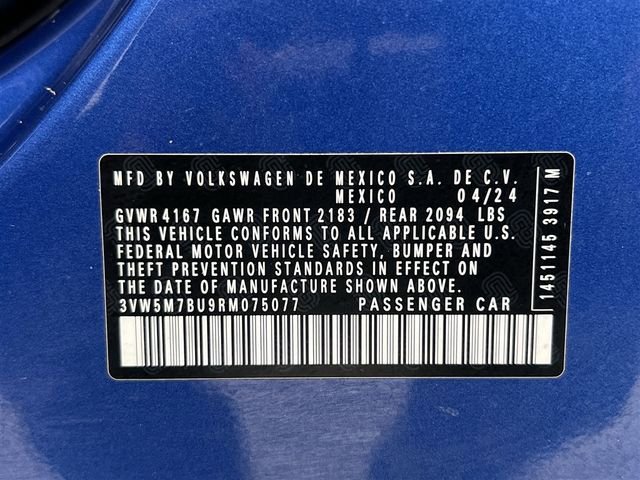 MFD BY VOLKSWAGEN DE MEXICO S.A. DE C.V.
MEXICO 04/24
GVWR 4167 GAWR FRONT 2183 / REAR 2094 LBS
THIS VEHICLE CONFORMS TO ALL APPLICABLE U.S.
FEDERAL MOTOR VEHICLE SAFETY, BUMPER AND
THEFT PREVENTION STANDARDS IN EFFECT ON
THE DATE OF MANUFACTURE SHOWN ABOVE.
3VW5M7BU9RM075077 PASSENGER CAR
1451145 3917 M